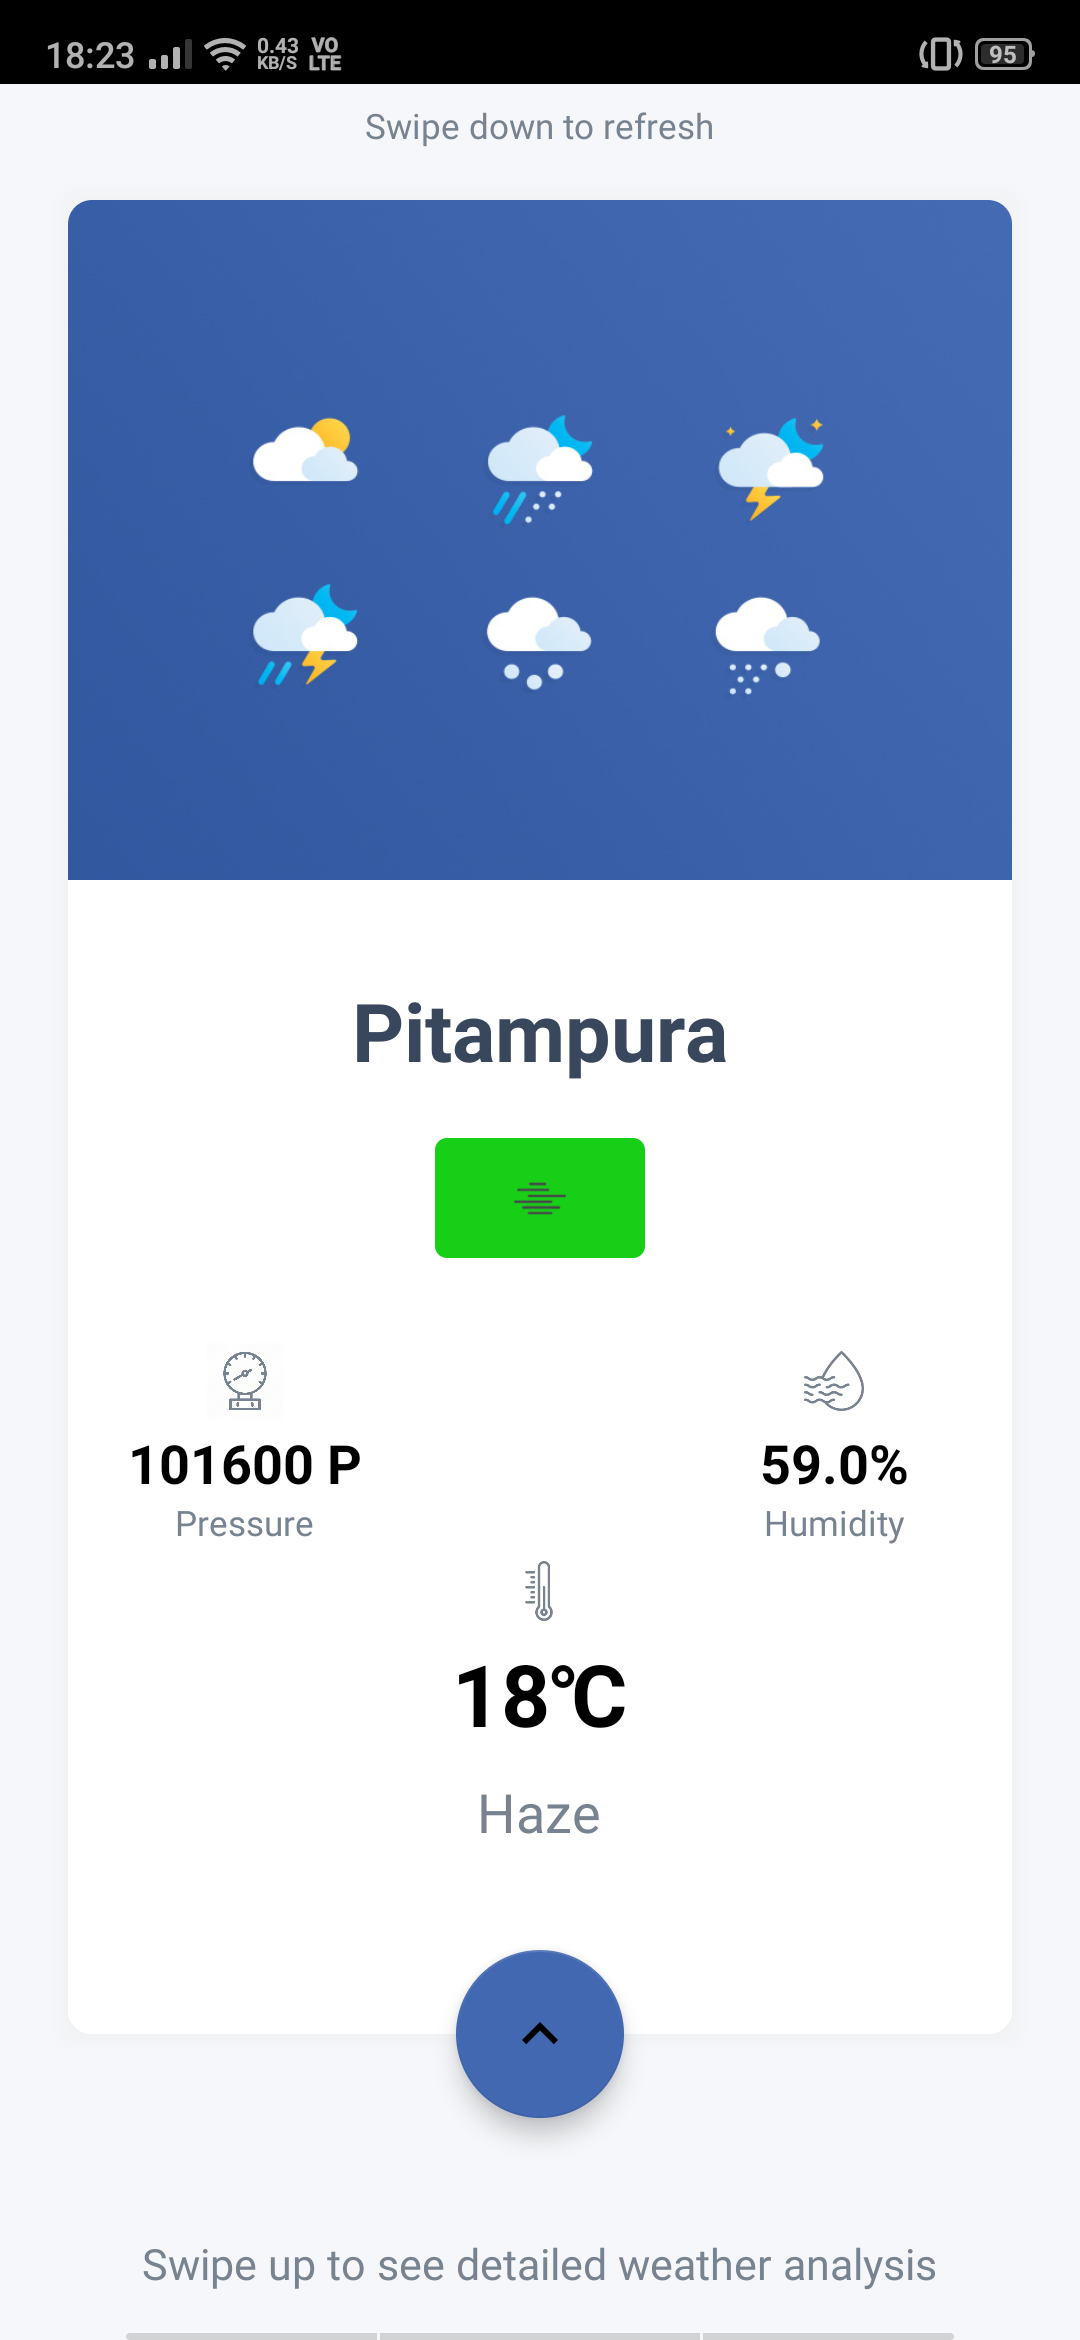 18:23 0.43 KB/S VO LTE 95
Swipe down to refresh
Pitampura
101600 P
Pressure
59.0%
Humidity
18°C
Haze
Swipe up to see detailed weather analysis